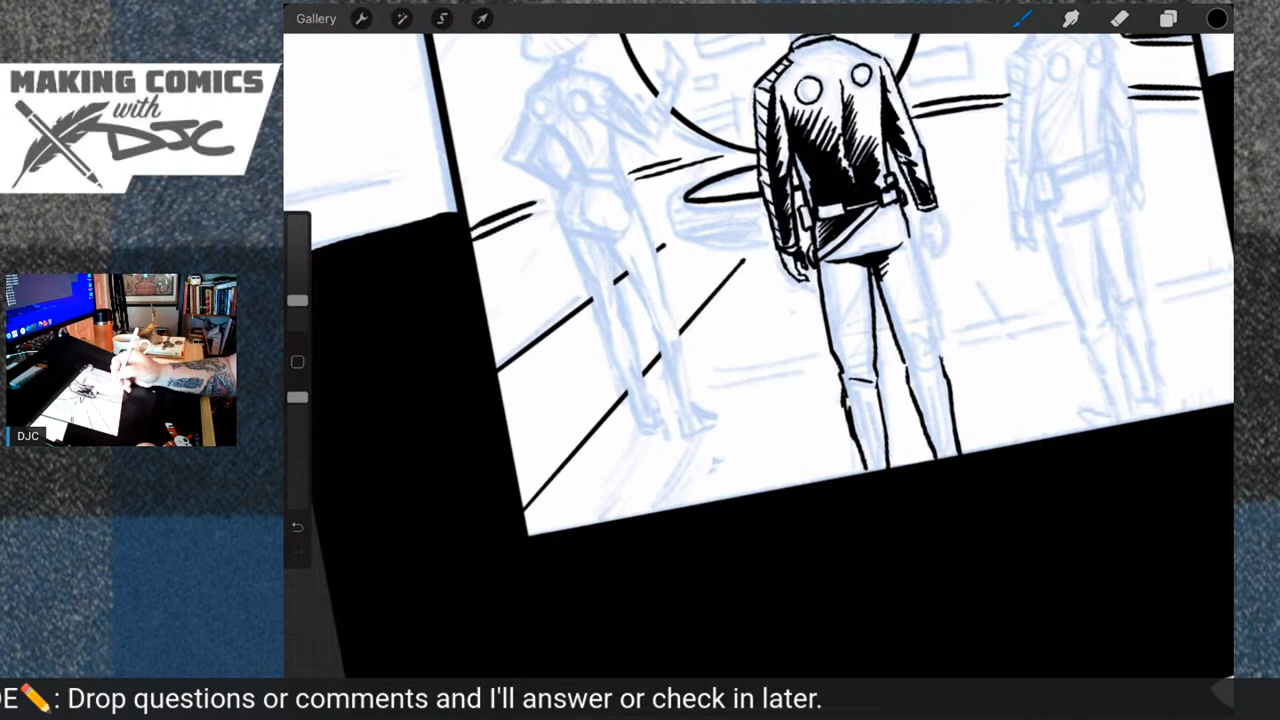 Gallery
MAKING COMICS
with
DJC
DJC
E✏️: Drop questions or comments and I'll answer or check in later.